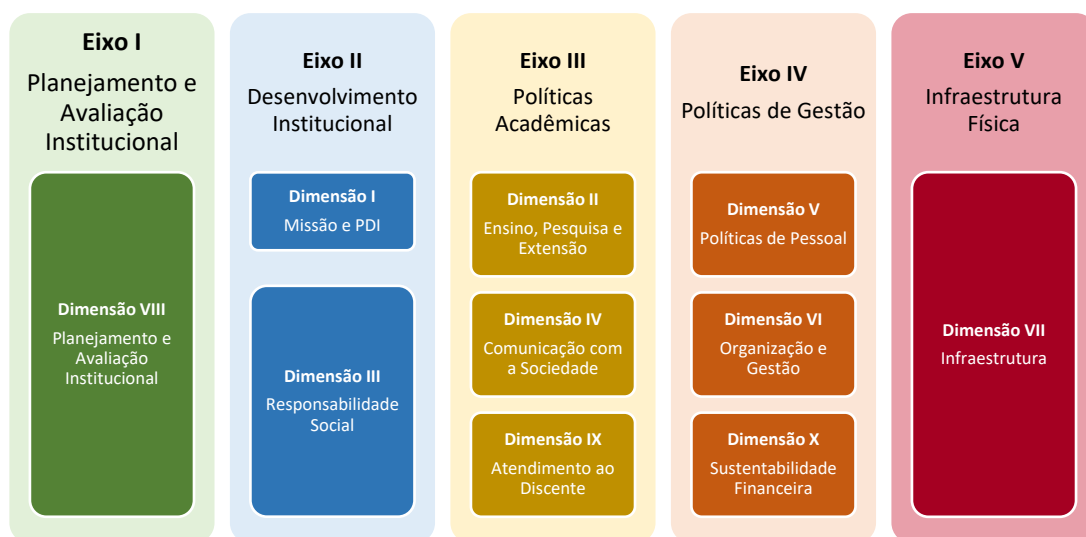 Eixo I
Planejamento e
Avaliação
Institucional
Dimensão VIII
Planejamento e
Avaliação
Institucional
Eixo II
Desenvolvimento
Institucional
Dimensão I
Missão e PDI
Dimensão III
Responsabilidade
Social
Eixo III
Políticas
Acadêmicas
Dimensão II
Ensino, Pesquisa e
Extensão
Dimensão IV
Comunicação com
a Sociedade
Dimensão IX
Atendimento ao
Discente
Eixo IV
Políticas de Gestão
Dimensão V
Políticas de Pessoal
Dimensão VI
Organização e
Gestão
Dimensão X
Sustentabilidade
Financeira
Eixo V
Infraestrutura
Física
Dimensão VII
Infraestrutura